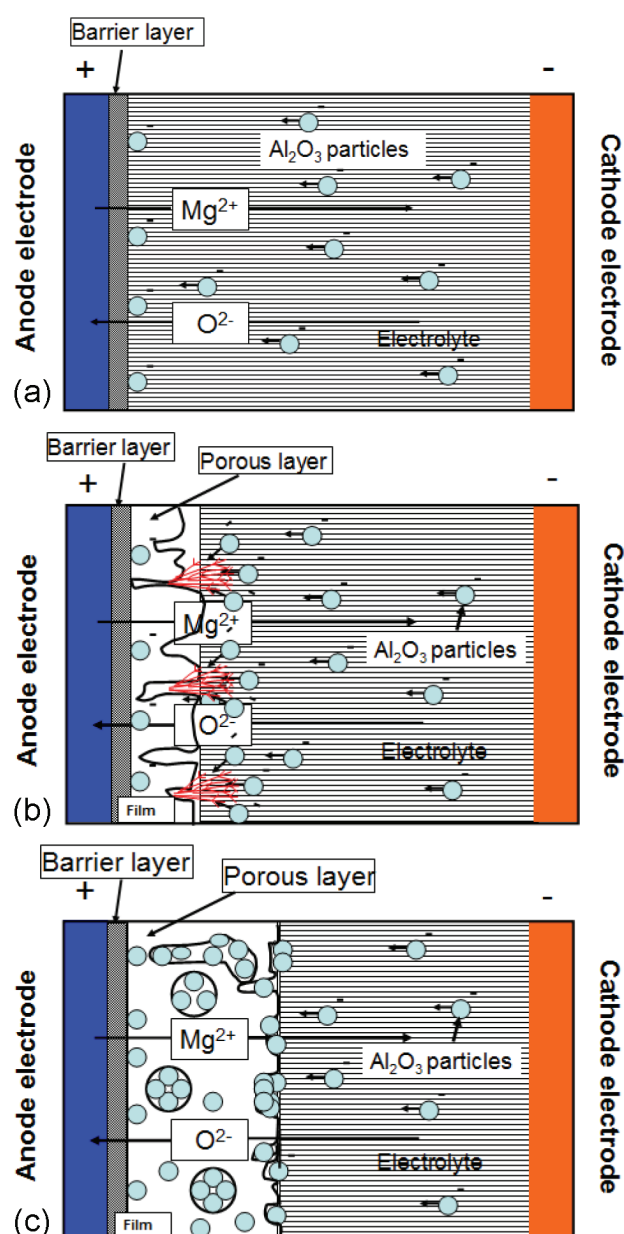 Barrier layer
+
-
Anode electrode
Al₂O₃ particles
Mg²⁺
O²⁻
Electrolyte
Cathode electrode
(a)
Barrier layer
Porous layer
+
-
Anode electrode
Mg²⁺
Al₂O₃ particles
O²⁻
Electrolyte
Film
Cathode electrode
(b)
Barrier layer
Porous layer
+
-
Anode electrode
Mg²⁺
Al₂O₃ particles
O²⁻
Electrolyte
Film
Cathode electrode
(c)